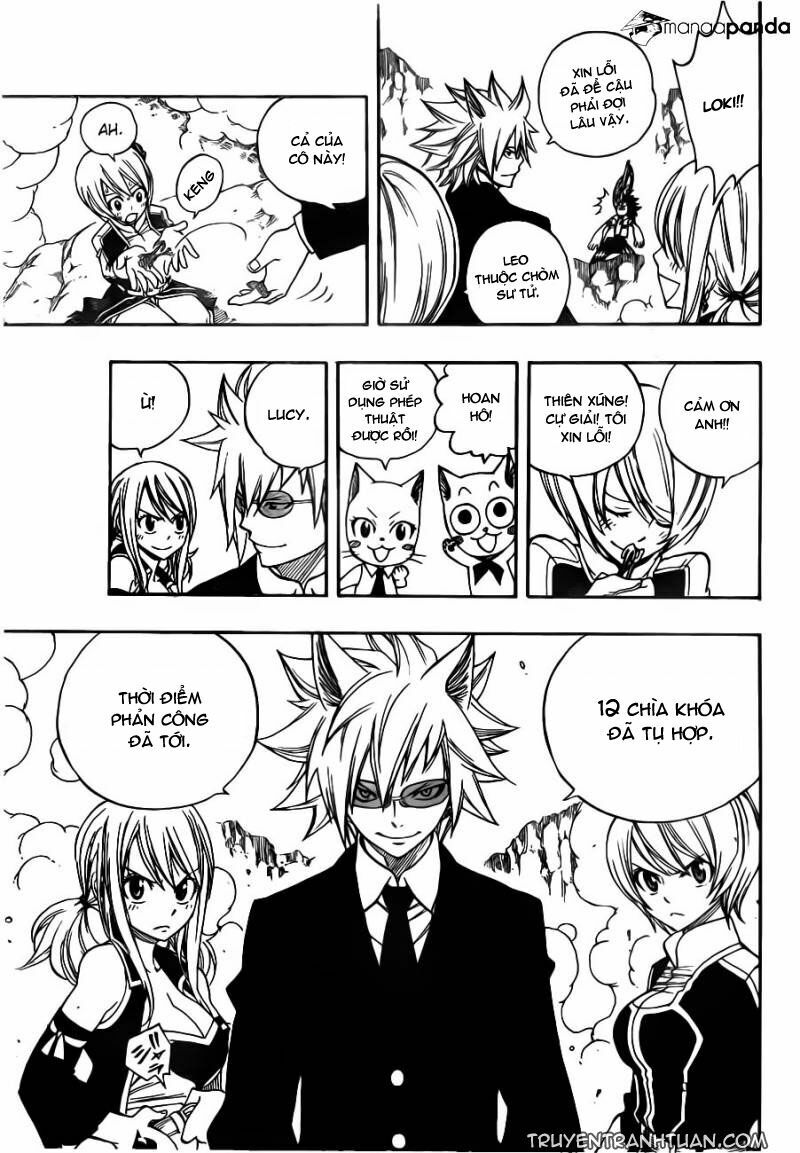 mangapanda
LOKI!!
XIN LỖI
ĐÃ ĐỂ CẬU
PHẢI ĐỢI
LÂU VẬY.
LEO
THUỘC CHÒM
SƯ TỬ.
CẢ CỦA
CÔ NÀY!
KENG
AH.
CẢM ƠN
ANH!!
THIÊN XỨNG!
CỰ GIẢI! TÔI
XIN LỖI!
HOAN
HÔ!
GIỜ SỬ
DỤNG PHÉP
THUẬT
ĐƯỢC RỒI!
LUCY.
Ừ!
12 CHÌA KHÓA
ĐÃ TỤ HỢP.
THỜI ĐIỂM
PHẢN CÔNG
ĐÃ TỚI.
!!
TRUYENTRANHTUAN.COM